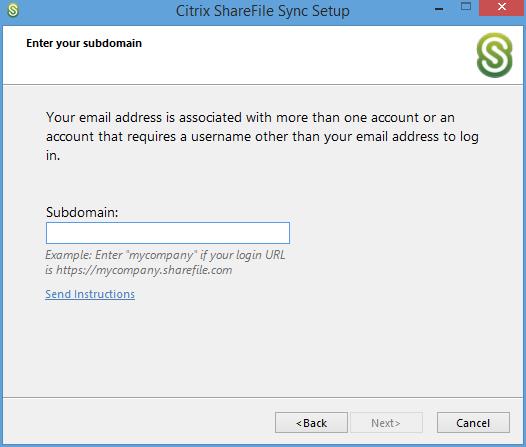 Citrix ShareFile Sync Setup
Enter your subdomain
Your email address is associated with more than one account or an
account that requires a username other than your email address to log
in.
Subdomain:
Example: Enter "mycompany" if your login URL
is https://mycompany.sharefile.com
Send Instructions
<Back
Next>
Cancel